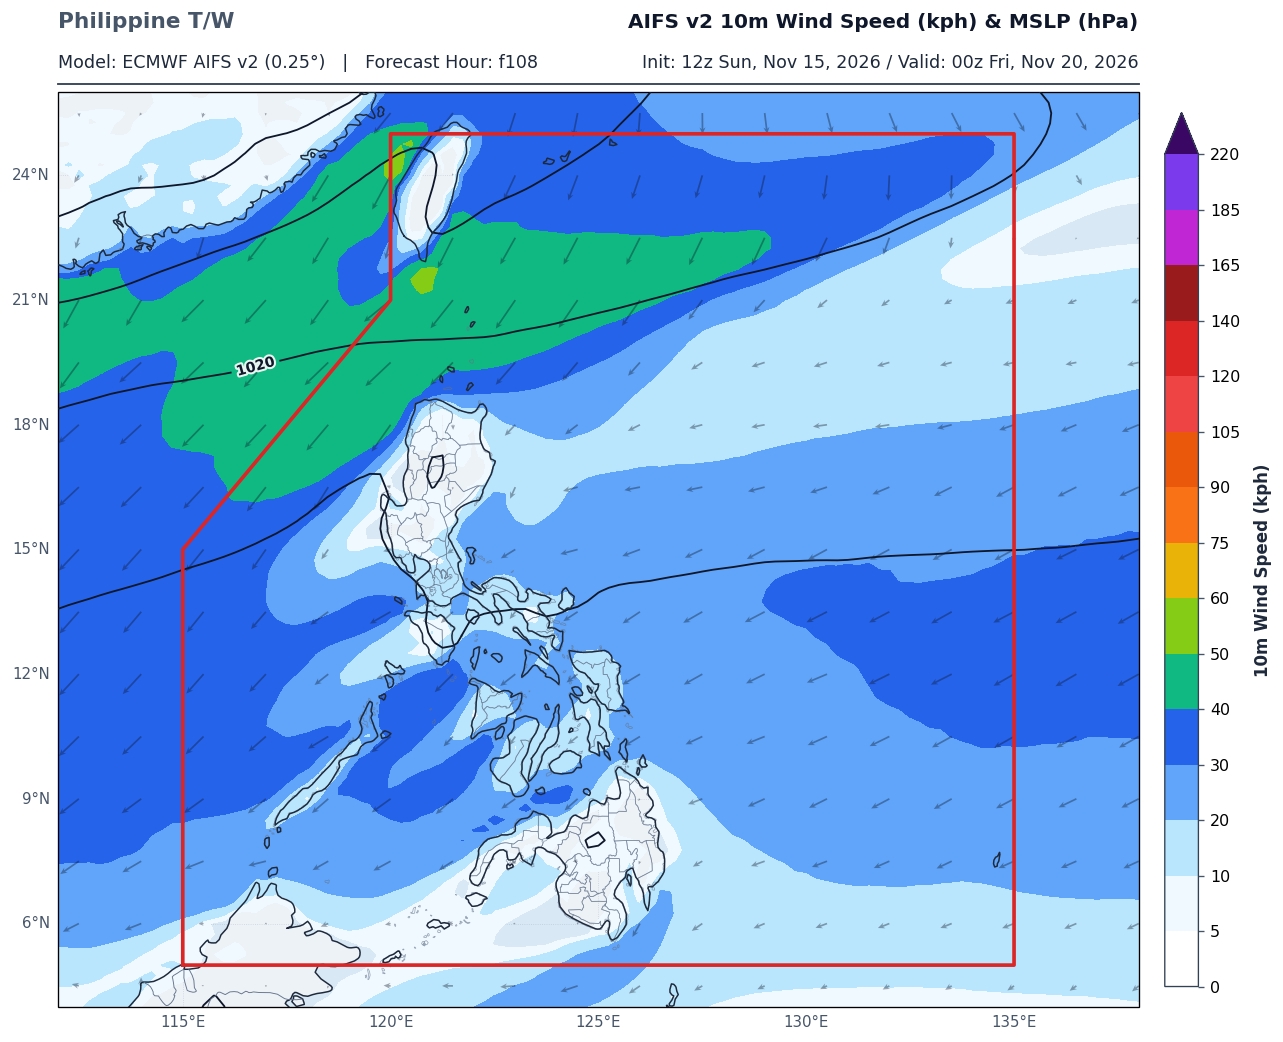 Philippine T/W
AIFS v2 10m Wind Speed (kph) & MSLP (hPa)
Model: ECMWF AIFS v2 (0.25°)   |   Forecast Hour: f108
Init: 12z Sun, Nov 15, 2026 / Valid: 00z Fri, Nov 20, 2026
24°N
21°N
18°N
15°N
12°N
9°N
6°N
1020
115°E
120°E
125°E
130°E
135°E
220
185
165
140
120
105
90
75
60
50
40
30
20
10
5
0
10m Wind Speed (kph)